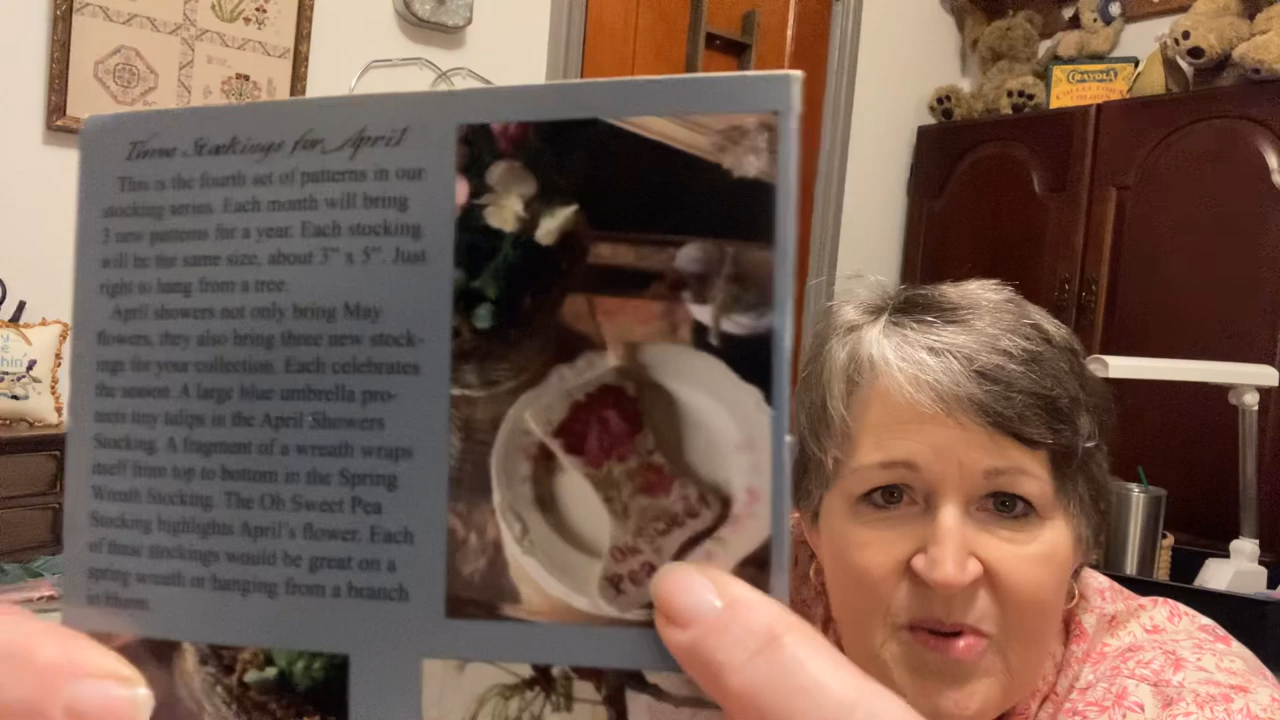 Time Stockings for April
This is the fourth set of patterns in our
stocking series. Each month will bring
3 new patterns for a year. Each stocking
will be the same size, about 3" x 5". Just
right to hang from a tree.
April showers not only bring May
flowers, they also bring three new stock-
ings for your collection. Each celebrates
the season. A large blue umbrella pro-
tects tiny tulips in the April Showers
Stocking. A fragment of a wreath wraps
itself from top to bottom in the Spring
Wreath Stocking. The Oh Sweet Pea
Stocking highlights April's flower. Each
of these stockings would be great on a
spring wreath or hanging from a branch
in bloom.
Oh Sweet
Pea
CRAYOLA